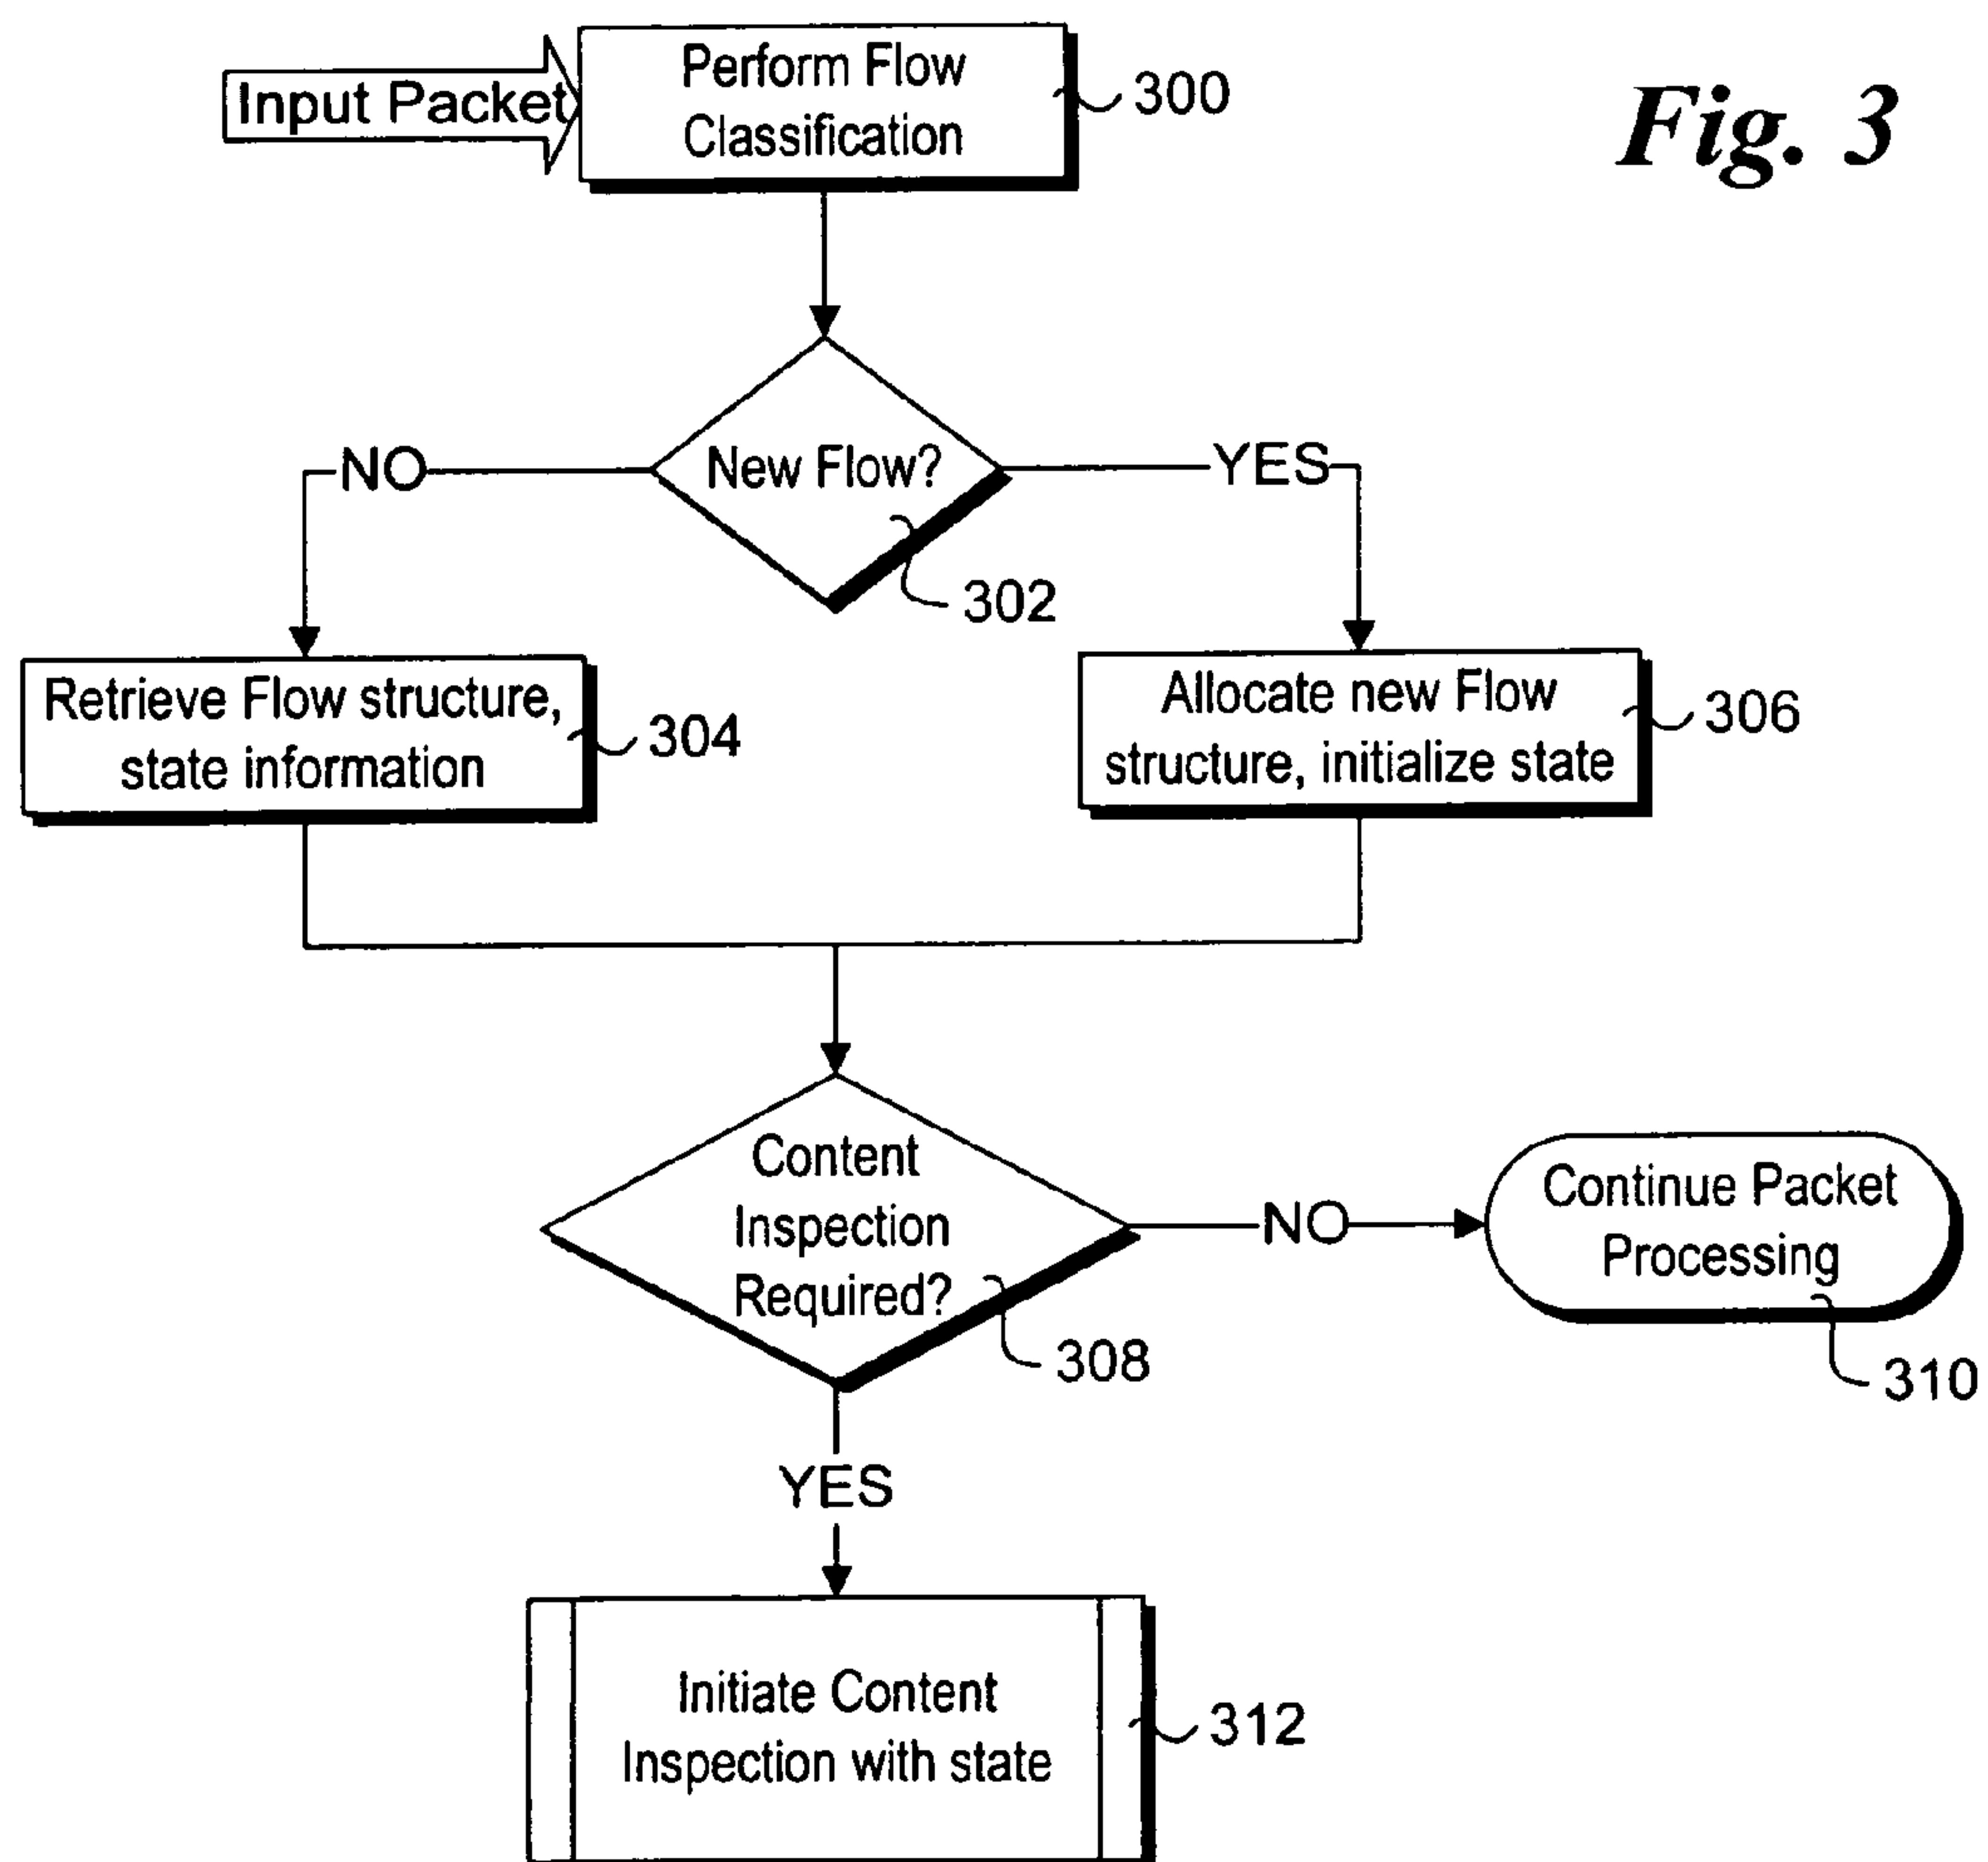 Fig. 3
Input Packet
Perform Flow
Classification
300
New Flow?
302
NO
YES
Retrieve Flow structure,
state information
304
Allocate new Flow
structure, initialize state
306
Content
Inspection
Required?
308
NO
Continue Packet
Processing
310
YES
Initiate Content
Inspection with state
312